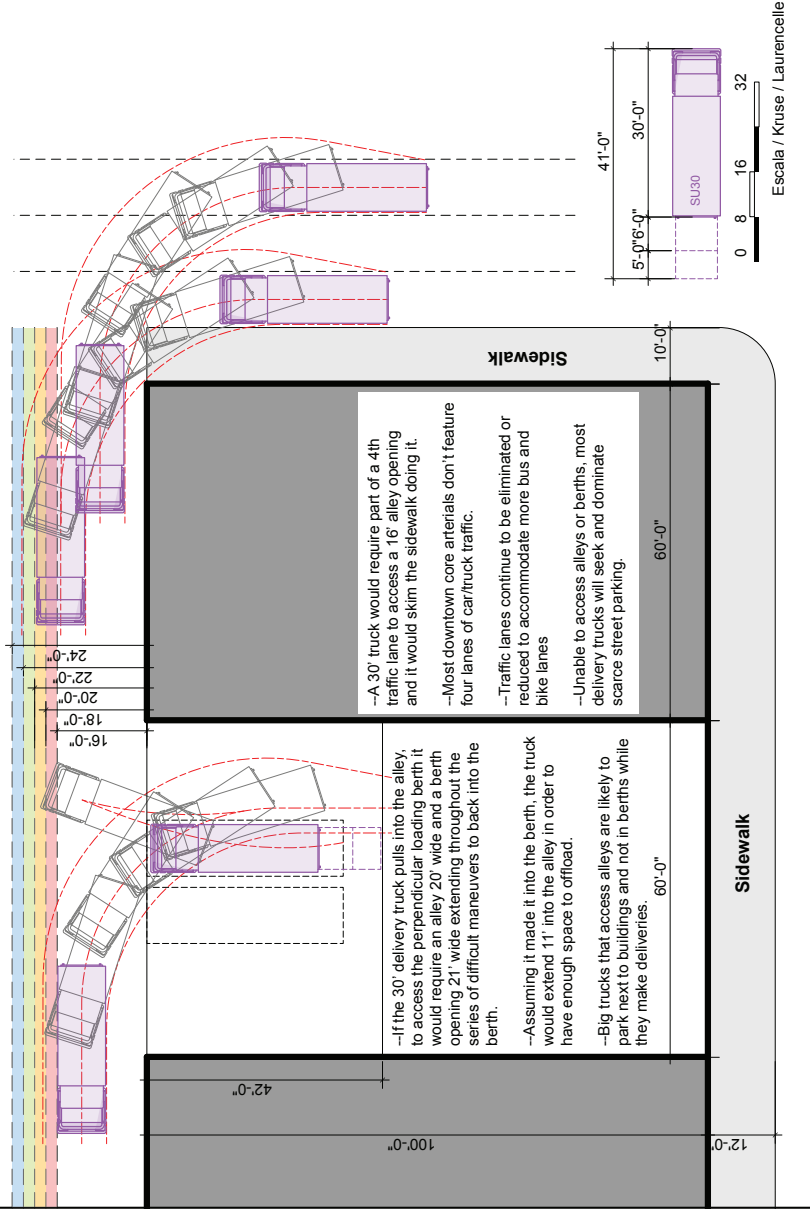 --If the 30' delivery truck pulls into the alley,
to access the perpendicular loading berth it
would require an alley 20' wide and a berth
opening 21' wide extending throughout the
series of difficult maneuvers to back into the
berth.
--Assuming it made it into the berth, the truck
would extend 11' into the alley in order to
have enough space to offload.
--Big trucks that access alleys are likely to
park next to buildings and not in berths while
they make deliveries.
--A 30' truck would require part of a 4th
traffic lane to access a 16' alley opening
and it would skim the sidewalk doing it.
--Most downtown core arterials don't feature
four lanes of car/truck traffic.
--Traffic lanes continue to be eliminated or
reduced to accommodate more bus and
bike lanes
--Unable to access alleys or berths, most
delivery trucks will seek and dominate
scarce street parking.
16'-0"
18'-0"
20'-0"
22'-0"
24'-0"
42'-0"
100'-0"
12'-0"
60'-0"
60'-0"
10'-0"
Sidewalk
Sidewalk
41'-0"
5'-0"
6'-0"
30'-0"
SU30
0
8
16
32
Escala / Kruse / Laurencelle